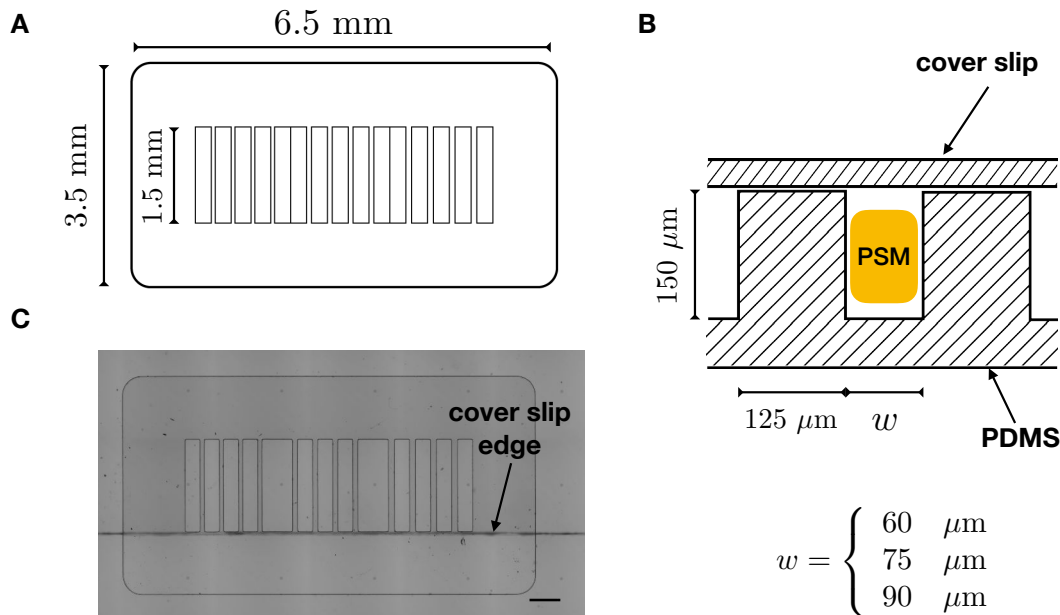 A
6.5 mm
3.5 mm
1.5 mm
B
cover slip
150 μm
PSM
125 μm
w
PDMS
w = { 60 μm
75 μm
90 μm
C
cover slip
edge